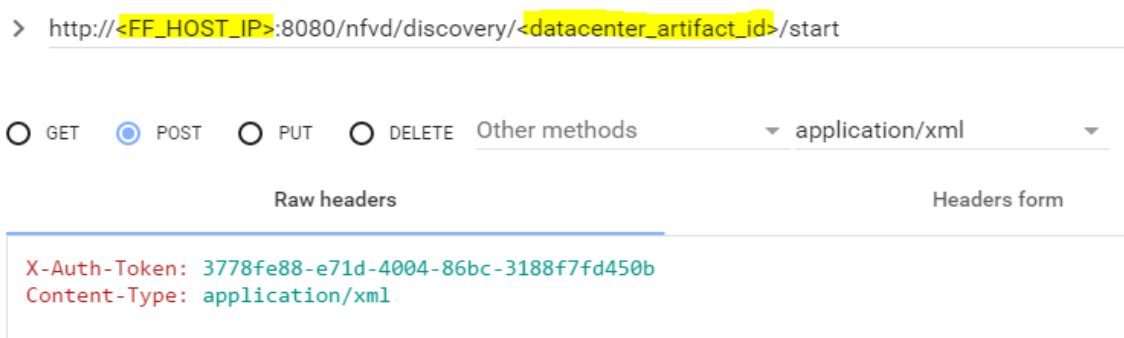 http://<FF_HOST_IP>:8080/nfvd/discovery/<datacenter_artifact_id>/start
GET POST PUT DELETE Other methods application/xml
Raw headers Headers form
X-Auth-Token: 3778fe88-e71d-4004-86bc-3188f7fd450b
Content-Type: application/xml